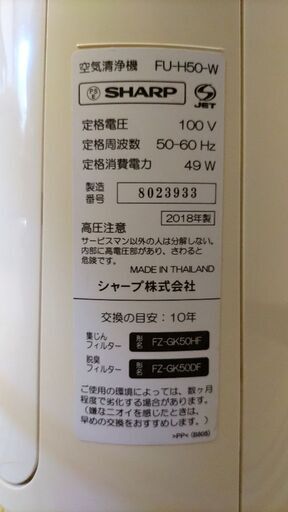 空気清浄機 FU-H50-W
PS E SHARP S JET
定格電圧 100 V
定格周波数 50-60 Hz
定格消費電力 49 W
製造番号 8023933
2018年製
高圧注意
サービスマン以外の人は分解しない。
内部に高電圧部があり、さわると
危険です。
MADE IN THAILAND
シャープ株式会社
交換の目安：10年
集じんフィルター 形名 FZ-GK50HF
脱臭フィルター 形名 FZ-GK50DF
ご使用の環境によっては、数ヶ月
程度で劣化する場合があります。
(嫌なニオイを感じたときは、
早めの交換をおすすめします。)
>PP<